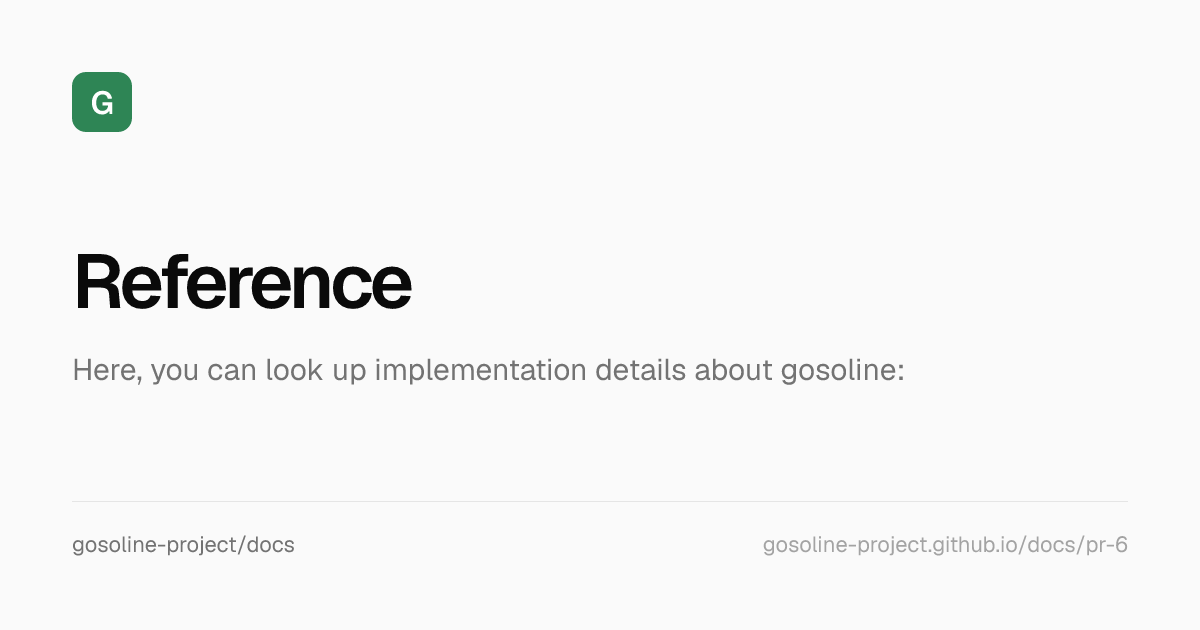 G
Reference
Here, you can look up implementation details about gosoline:
gosoline-project/docs
gosoline-project.github.io/docs/pr-6